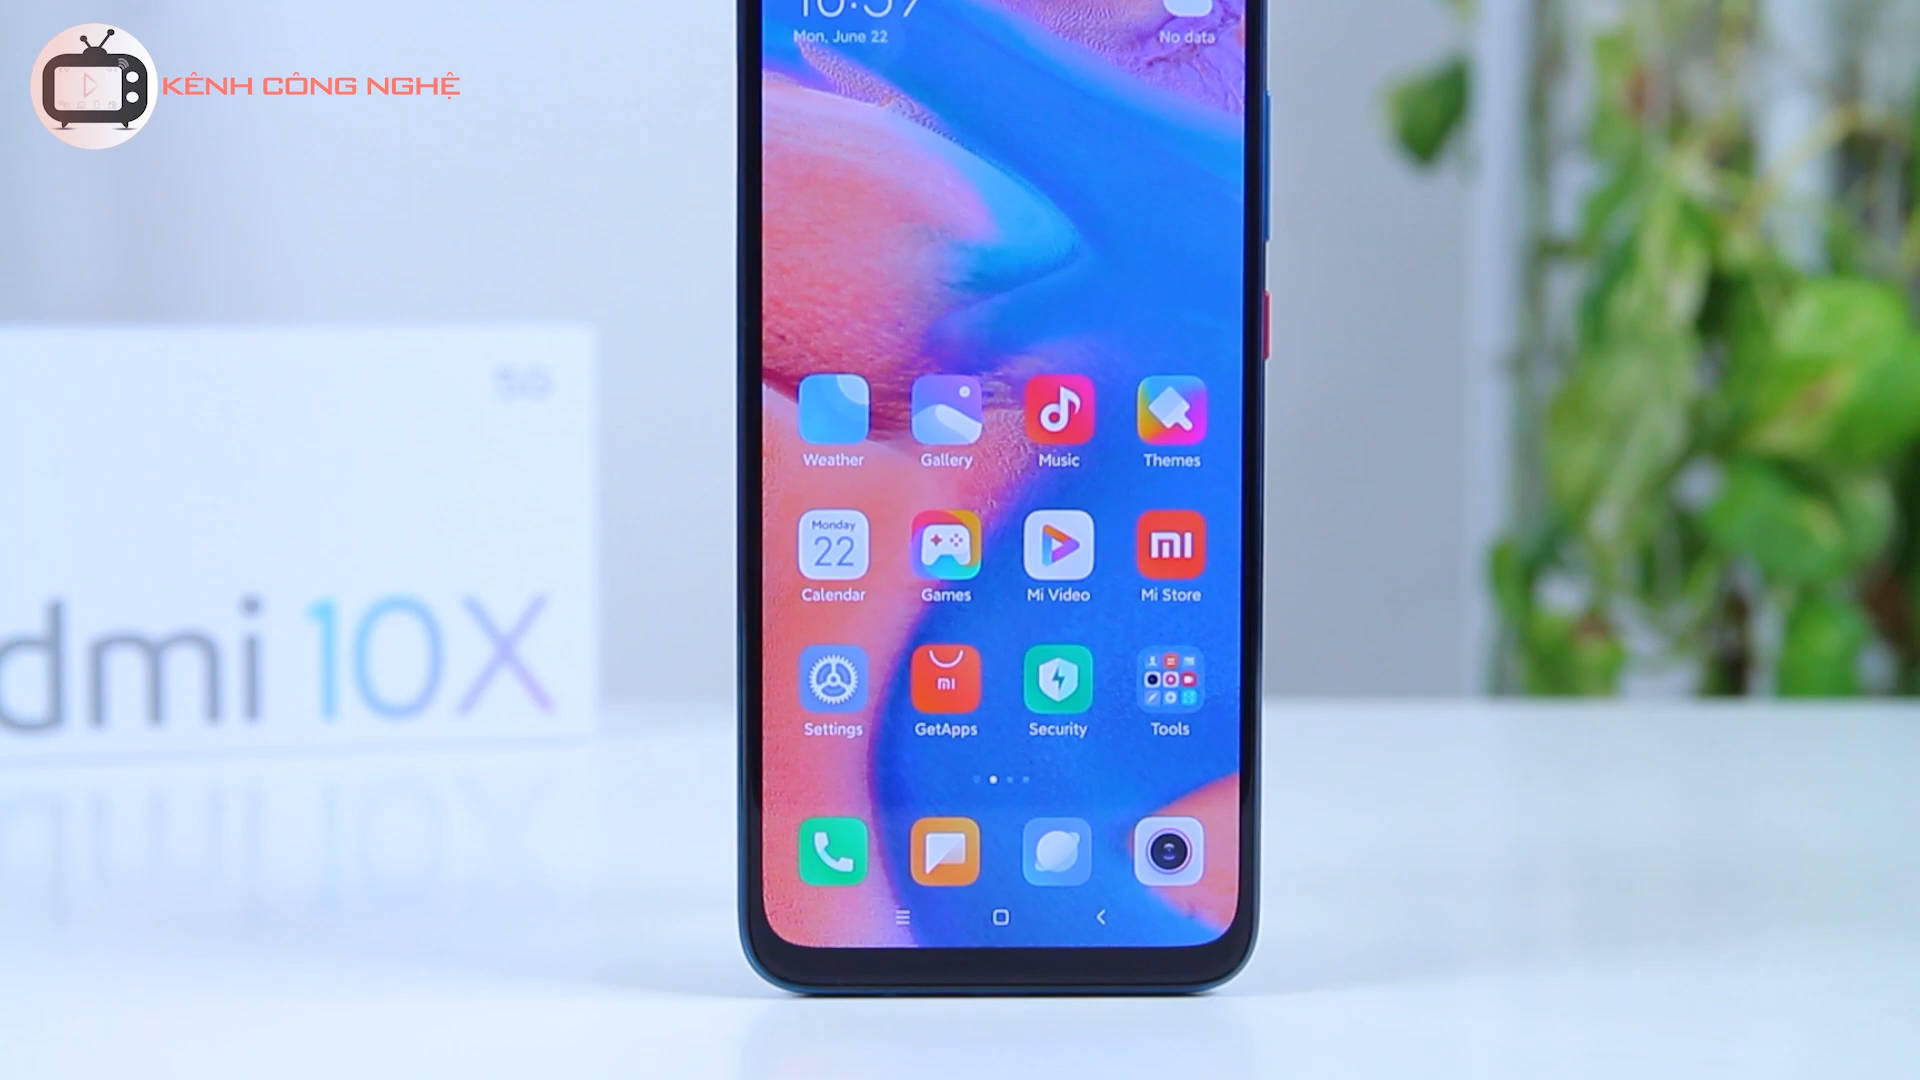 KÊNH CÔNG NGHỆ
Mon, June 22
No data
5G
dmi 10X
Weather
Gallery
Music
Themes
Monday
22
Calendar
Games
Mi Video
Mi Store
Settings
GetApps
Security
Tools